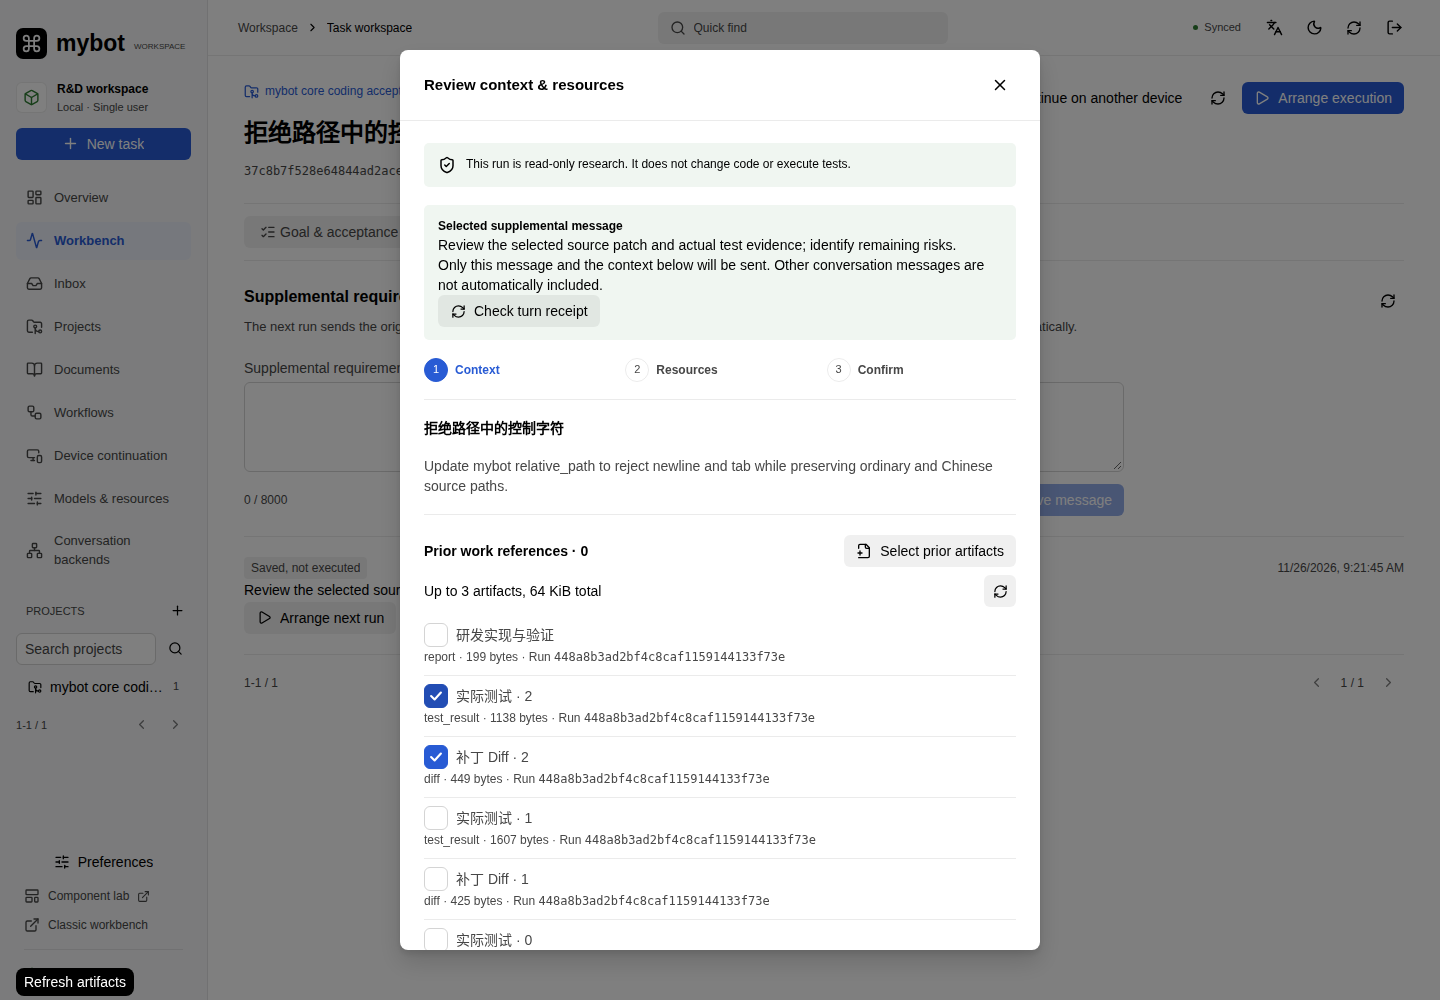 mybot WORKSPACE
R&D workspace
Local · Single user
New task
Overview
Workbench
Inbox
Projects
Documents
Workflows
Device continuation
Models & resources
Conversation
backends
PROJECTS
Search projects
mybot core codi… 1
1-1 / 1
Preferences
Component lab
Classic workbench
Refresh artifacts
Workspace > Task workspace
Quick find
Synced
mybot core coding accept
inue on another device
Arrange execution
拒绝路径中的控
37c8b7f528e64844ad2ace
Goal & acceptance
Supplemental require
The next run sends the orig
tically.
Supplemental requiremen
0 / 8000
ve message
Saved, not executed
11/26/2026, 9:21:45 AM
Review the selected sour
Arrange next run
1-1 / 1
1 / 1
Review context & resources
This run is read-only research. It does not change code or execute tests.
Selected supplemental message
Review the selected source patch and actual test evidence; identify remaining risks.
Only this message and the context below will be sent. Other conversation messages are
not automatically included.
Check turn receipt
1 Context
2 Resources
3 Confirm
拒绝路径中的控制字符
Update mybot relative_path to reject newline and tab while preserving ordinary and Chinese
source paths.
Prior work references · 0
Select prior artifacts
Up to 3 artifacts, 64 KiB total
研发实现与验证
report · 199 bytes · Run 448a8b3ad2bf4c8caf1159144133f73e
实际测试 · 2
test_result · 1138 bytes · Run 448a8b3ad2bf4c8caf1159144133f73e
补丁 Diff · 2
diff · 449 bytes · Run 448a8b3ad2bf4c8caf1159144133f73e
实际测试 · 1
test_result · 1607 bytes · Run 448a8b3ad2bf4c8caf1159144133f73e
补丁 Diff · 1
diff · 425 bytes · Run 448a8b3ad2bf4c8caf1159144133f73e
实际测试 · 0